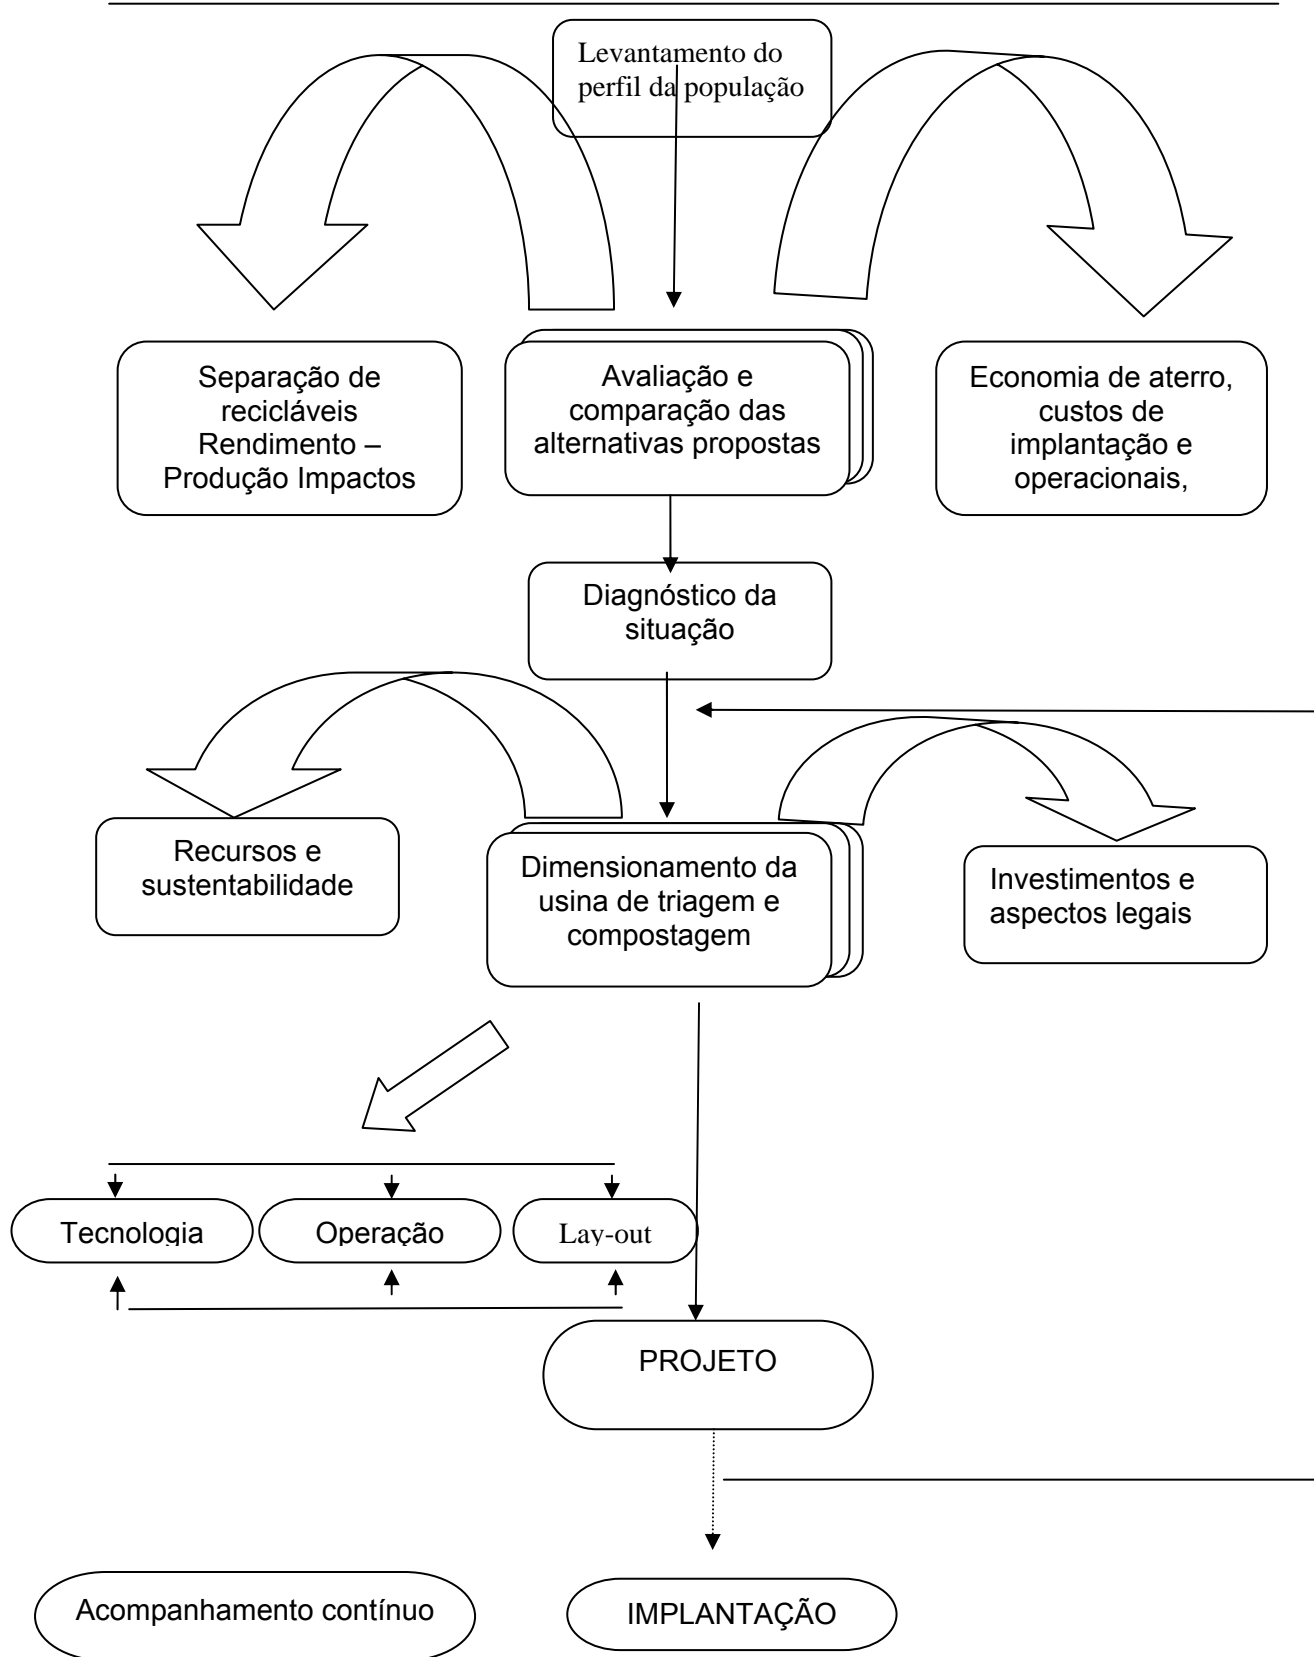 Levantamento do
perfil da população
Separação de
recicláveis
Rendimento –
Produção Impactos
Avaliação e
comparação das
alternativas propostas
Economia de aterro,
custos de
implantação e
operacionais,
Diagnóstico da
situação
Recursos e
sustentabilidade
Dimensionamento da
usina de triagem e
compostagem
Investimentos e
aspectos legais
Tecnologia
Operação
Lay-out
PROJETO
Acompanhamento contínuo
IMPLANTAÇÃO